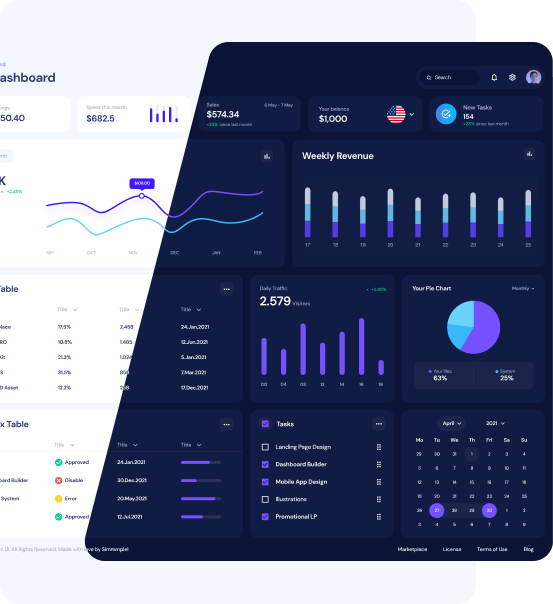 ashboard
Search
ings
50.40
Spent this month
$682.5
Sales
$574.34
+23% since last month
6 May - 7 May
Your balance
$1,000
New Tasks
154
+23% since last month
K
+2,45%
$108.00
SEP OCT NOV DEC JAN FEB
Weekly Revenue
17 18 19 20 21 22 23 24 25
Table
Title Title Title
lace 17.5% 2.458 24.Jan.2021
RO 10.8% 1.485 12.Jun.2021
Kit 21.3% 1.024 5.Jan.2021
S 31.5% 7.Mar.2021
D Asset 12.2% 17.Dec.2021
Daily Traffic
2.579 Visitors
+2,45%
00 04 08 12 14 16 18
Your Pie Chart
Monthly
Your files
63%
System
25%
x Table
Title Title Title
Approved 24.Jan.2021
oard Builder Disable 30.Dec.2021
System Error 20.May.2021
Approved 12.Jul.2021
Tasks
Landing Page Design
Dashboard Builder
Mobile App Design
Illustrations
Promotional LP
April 2021
Mo Tu We Th Fr Sa Su
29 30 31 1 2 3 4
5 6 7 8 9 10 11
12 13 14 15 16 17 18
19 20 21 22 23 24 25
26 27 28 29 30 1 2
3 4 5 6 7 8 9
n UI. All Rights Reserved. Made with love by Simmmple!
Marketplace License Terms of Use Blog